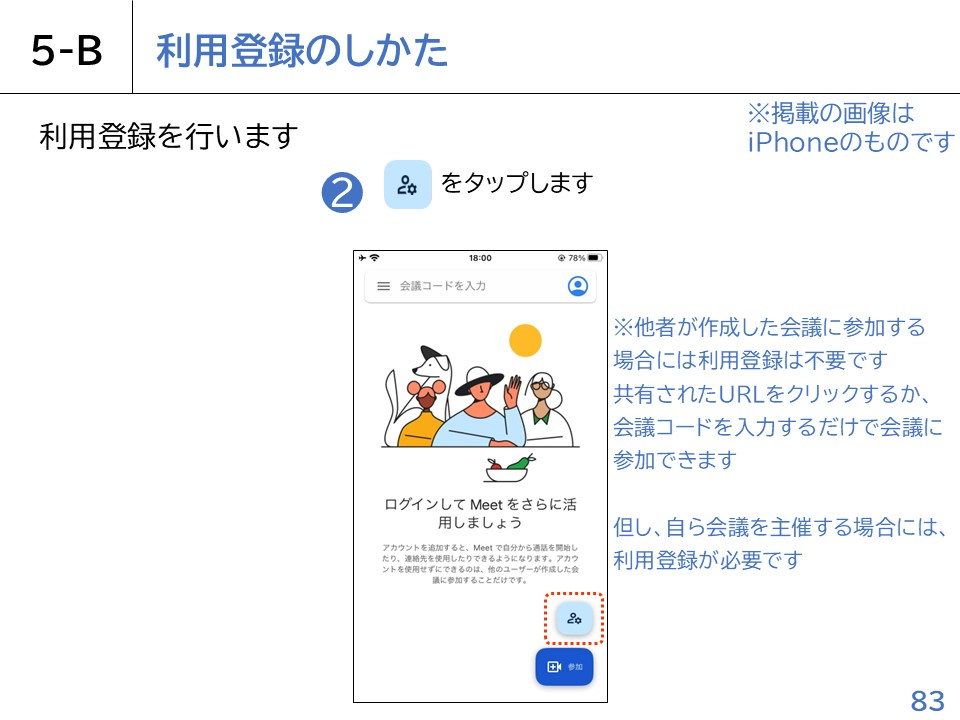 5-B
利用登録のしかた
利用登録を行います
※掲載の画像は
iPhoneのものです
2 をタップします
18:00
78%
会議コードを入力
ログインして Meet をさらに活
用しましょう
アカウントを追加すると、Meet で自分から通話を開始し
たり、連絡先を使用したりできるようになります。アカウ
ントを使用せずにできるのは、他のユーザーが作成した会
議に参加することだけです。
参加
※他者が作成した会議に参加する
場合には利用登録は不要です
共有されたURLをクリックするか、
会議コードを入力するだけで会議に
参加できます
但し、自ら会議を主催する場合には、
利用登録が必要です
83